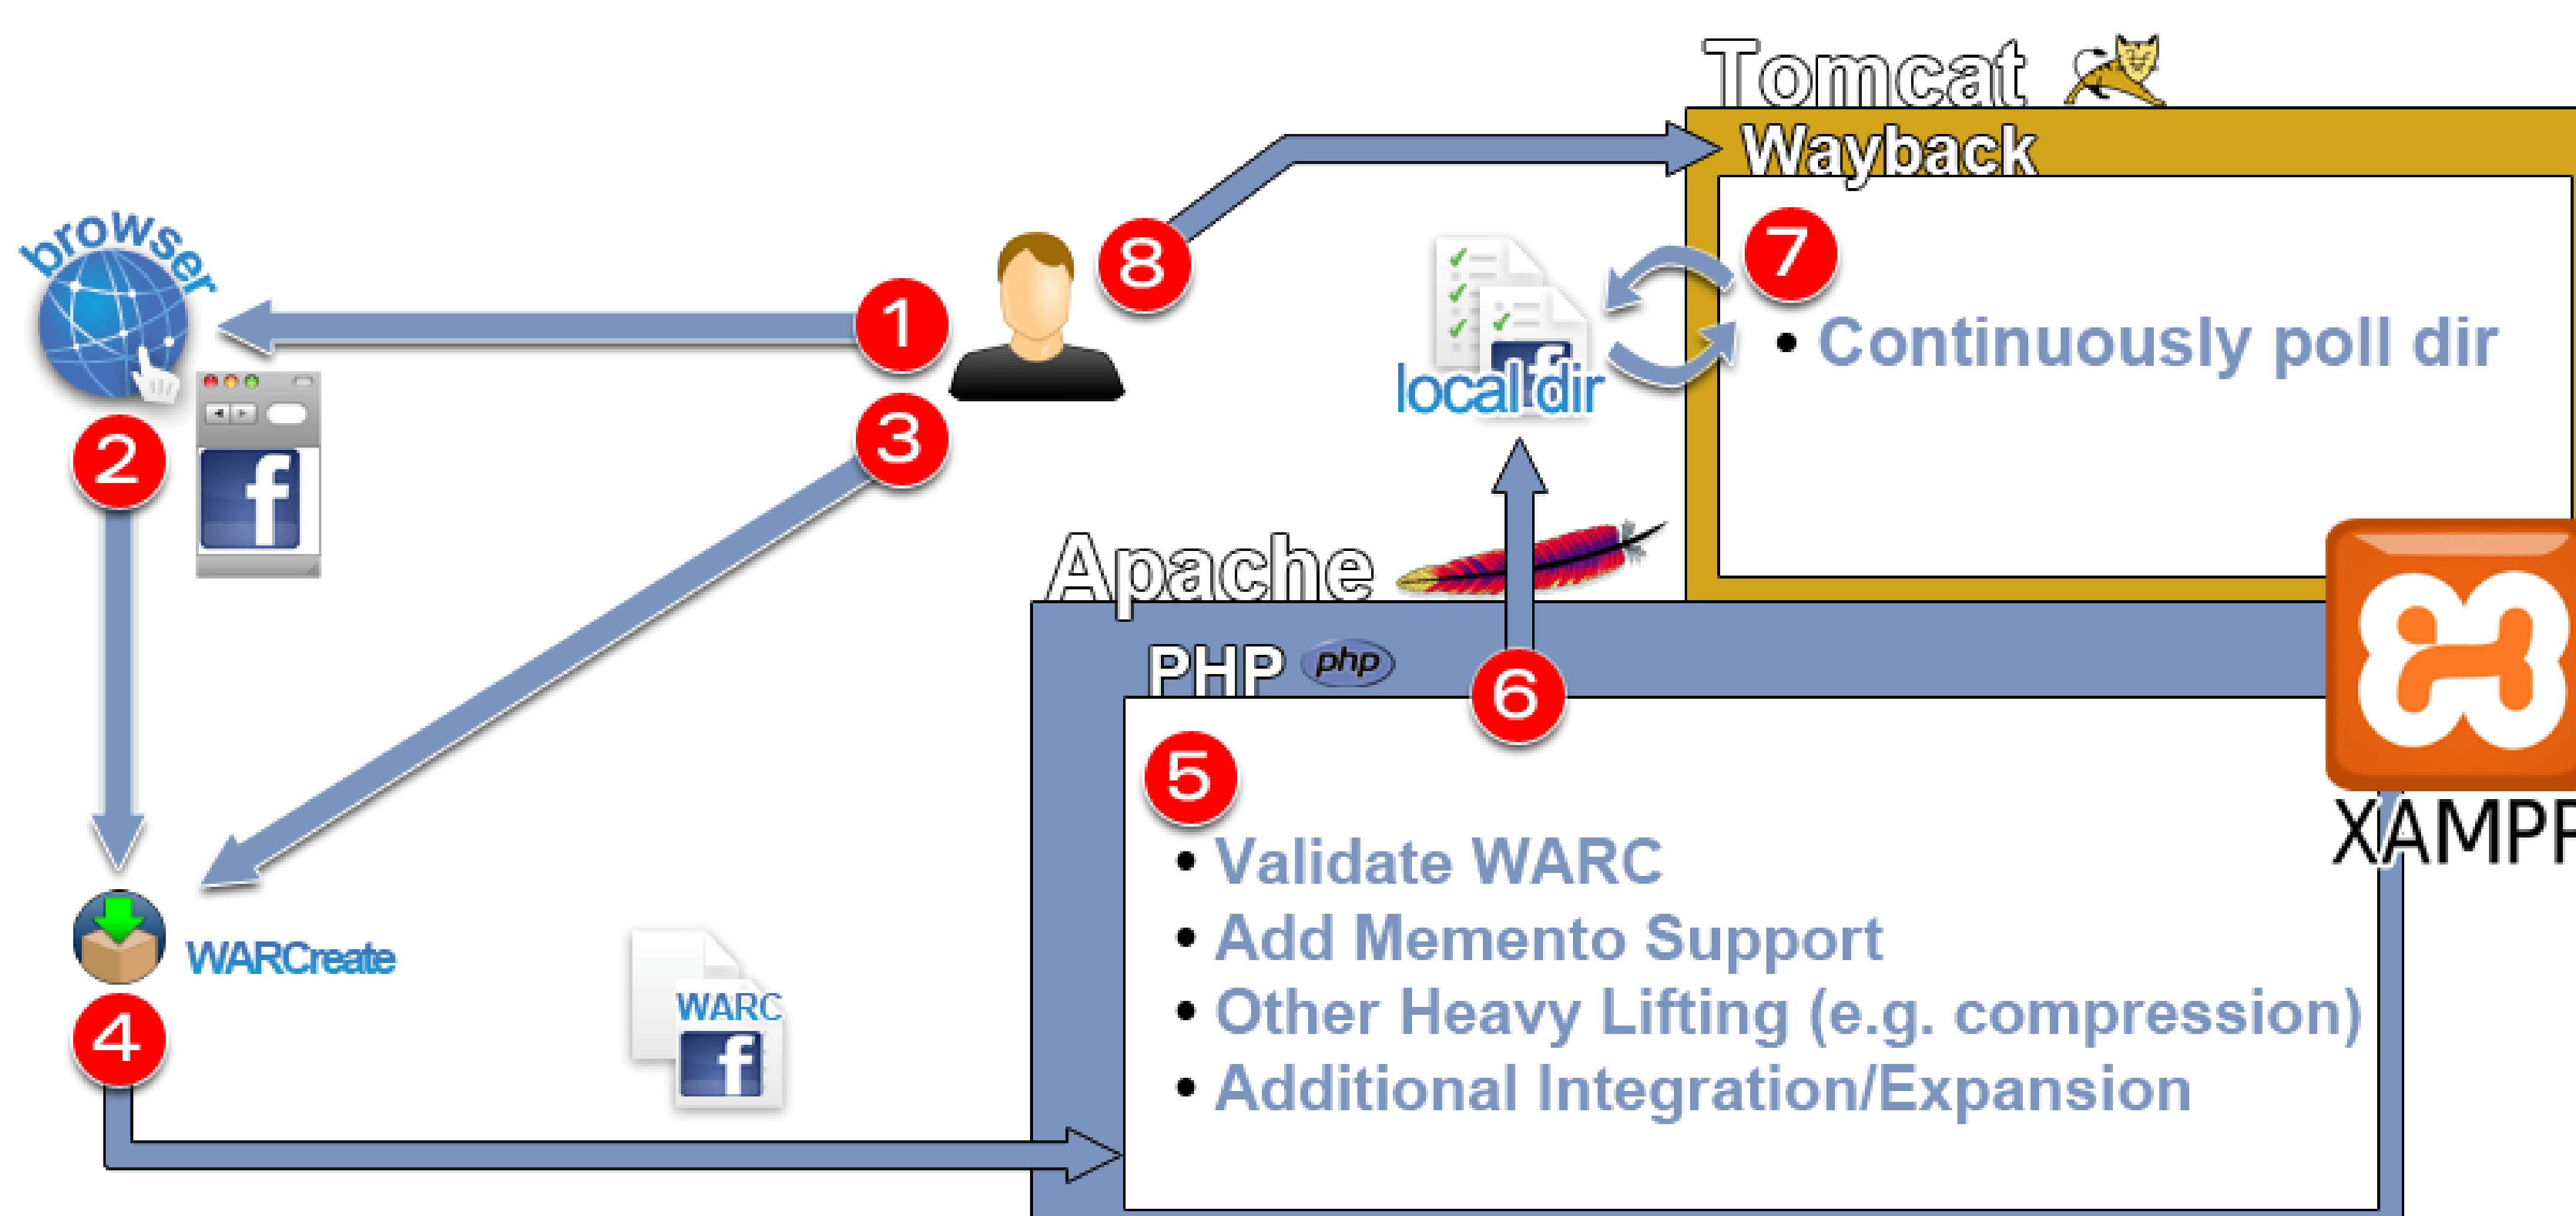 Tomcat
Wayback
browser
1
8
7
• Continuously poll dir
local dir
2
f
3
Apache
PHP php
6
XAMPP
5
• Validate WARC
• Add Memento Support
• Other Heavy Lifting (e.g. compression)
• Additional Integration/Expansion
WARCreate
WARC
f
4